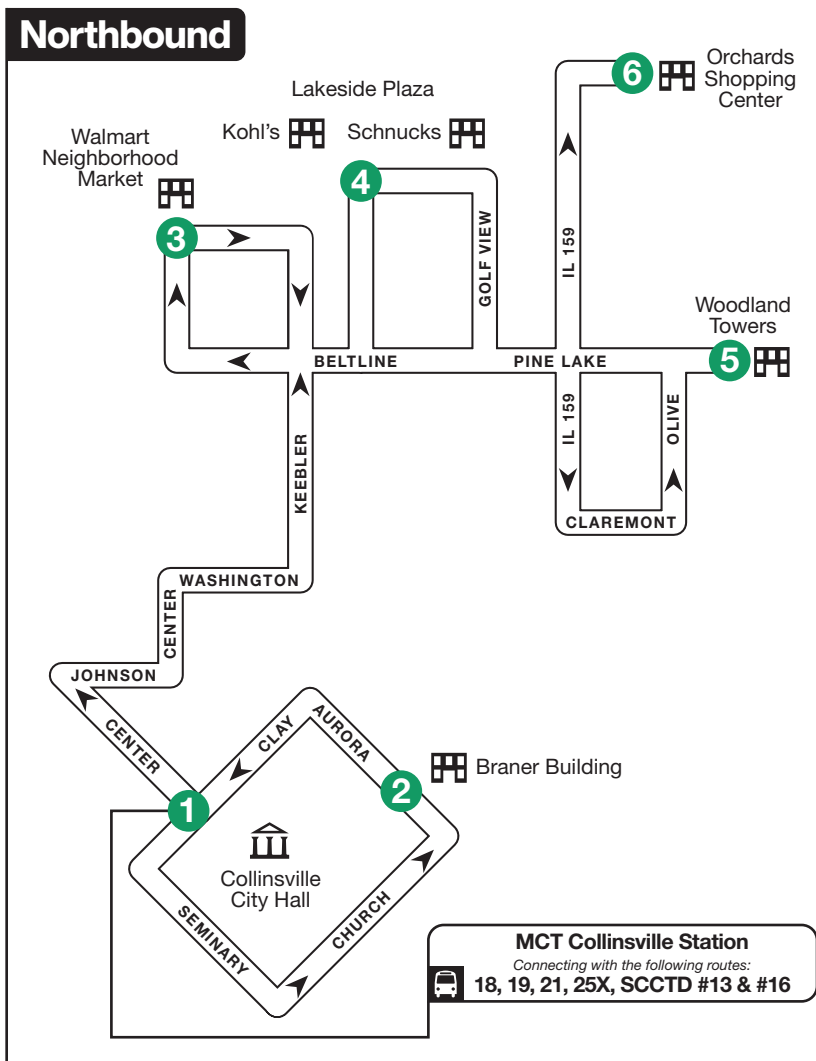 Northbound
Orchards
Shopping
Center
6
Lakeside Plaza
Kohl's
Schnucks
Walmart
Neighborhood
Market
4
3
GOLF VIEW
IL 159
Woodland
Towers
BELTLINE
PINE LAKE
5
IL 159
OLIVE
KEEBLER
CLAREMONT
WASHINGTON
CENTER
JOHNSON
CENTER
CLAY
AURORA
Braner Building
2
1
Collinsville
City Hall
SEMINARY
CHURCH
MCT Collinsville Station
Connecting with the following routes:
18, 19, 21, 25X, SCCTD #13 & #16